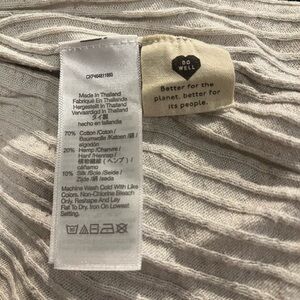 Made in Thailand
Fabriqué En Thaïlande
Hergestellt In Thailand
Vervaardigd In Thailand
タイ製
hecho en tailandia
70% Cotton / Coton /
Baumwolle / Katoen / 綿 /
algodón
20% Hemp / Chanvre /
Hanf / Hennep /
麻 (ヘンプ) /
cáñamo
10% Silk / Soie / Seide /
Zijde / 絹 / seda
Machine Wash Cold With Like
Colors. Non-Chlorine Bleach
Only. Reshape And Lay
Flat To Dry. Iron On Lowest
Setting.
DO
WELL
Better for the
planet, better for
its people.